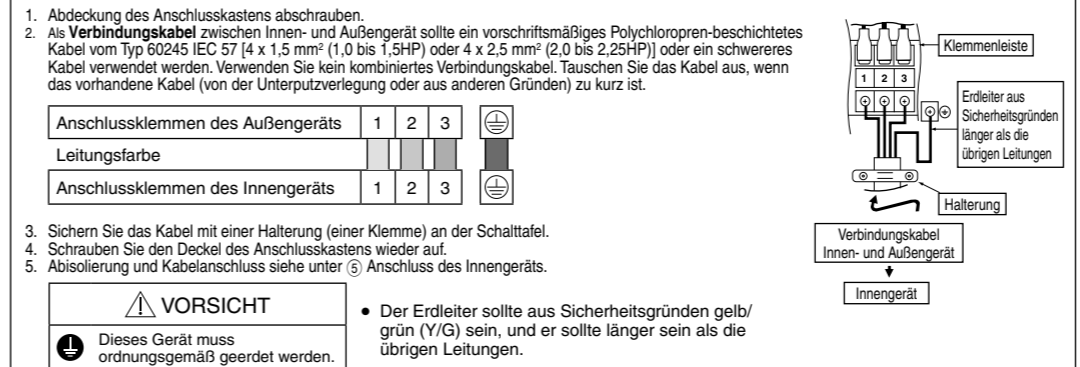 1. Abdeckung des Anschlusskastens abschrauben.
2. Als Verbindungskabel zwischen Innen- und Außengerät sollte ein vorschriftsmäßiges Polychloropren-beschichtetes
Kabel vom Typ 60245 IEC 57 [4 x 1,5 mm² (1,0 bis 1,5HP) oder 4 x 2,5 mm² (2,0 bis 2,25HP)] oder ein schwereres
Kabel verwendet werden. Verwenden Sie kein kombiniertes Verbindungskabel. Tauschen Sie das Kabel aus, wenn
das vorhandene Kabel (von der Unterputzverlegung oder aus anderen Gründen) zu kurz ist.
Anschlussklemmen des Außengeräts 1 2 3
Leitungsfarbe
Anschlussklemmen des Innengeräts 1 2 3
3. Sichern Sie das Kabel mit einer Halterung (einer Klemme) an der Schalttafel.
4. Schrauben Sie den Deckel des Anschlusskastens wieder auf.
5. Abisolierung und Kabelanschluss siehe unter ⑤ Anschluss des Innengeräts.
VORSICHT
Dieses Gerät muss
ordnungsgemäß geerdet werden.
• Der Erdleiter sollte aus Sicherheitsgründen gelb/
grün (Y/G) sein, und er sollte länger sein als die
übrigen Leitungen.
Klemmenleiste
1 2 3
Erdleiter aus
Sicherheitsgründen
länger als die
übrigen Leitungen
Halterung
Verbindungskabel
Innen- und Außengerät
Innengerät